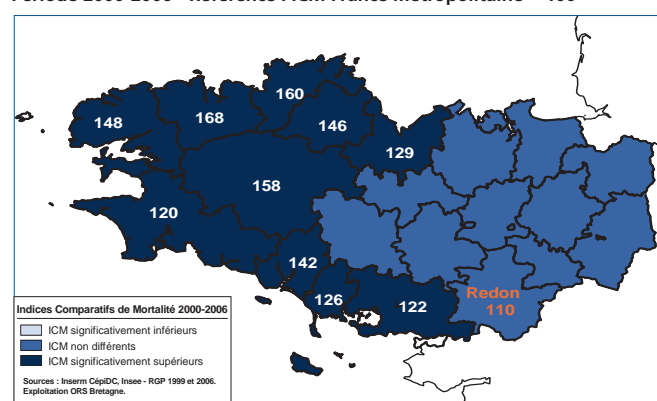 Période 2000-2006 - Référence : ICM France métropolitaine = 100
160
148
168
146
129
158
120
142
126
122
Redon
110
Indices Comparatifs de Mortalité 2000-2006
ICM significativement inférieurs
ICM non différents
ICM significativement supérieurs
Sources : Inserm CépiDC, Insee - RGP 1999 et 2006.
Exploitation ORS Bretagne.